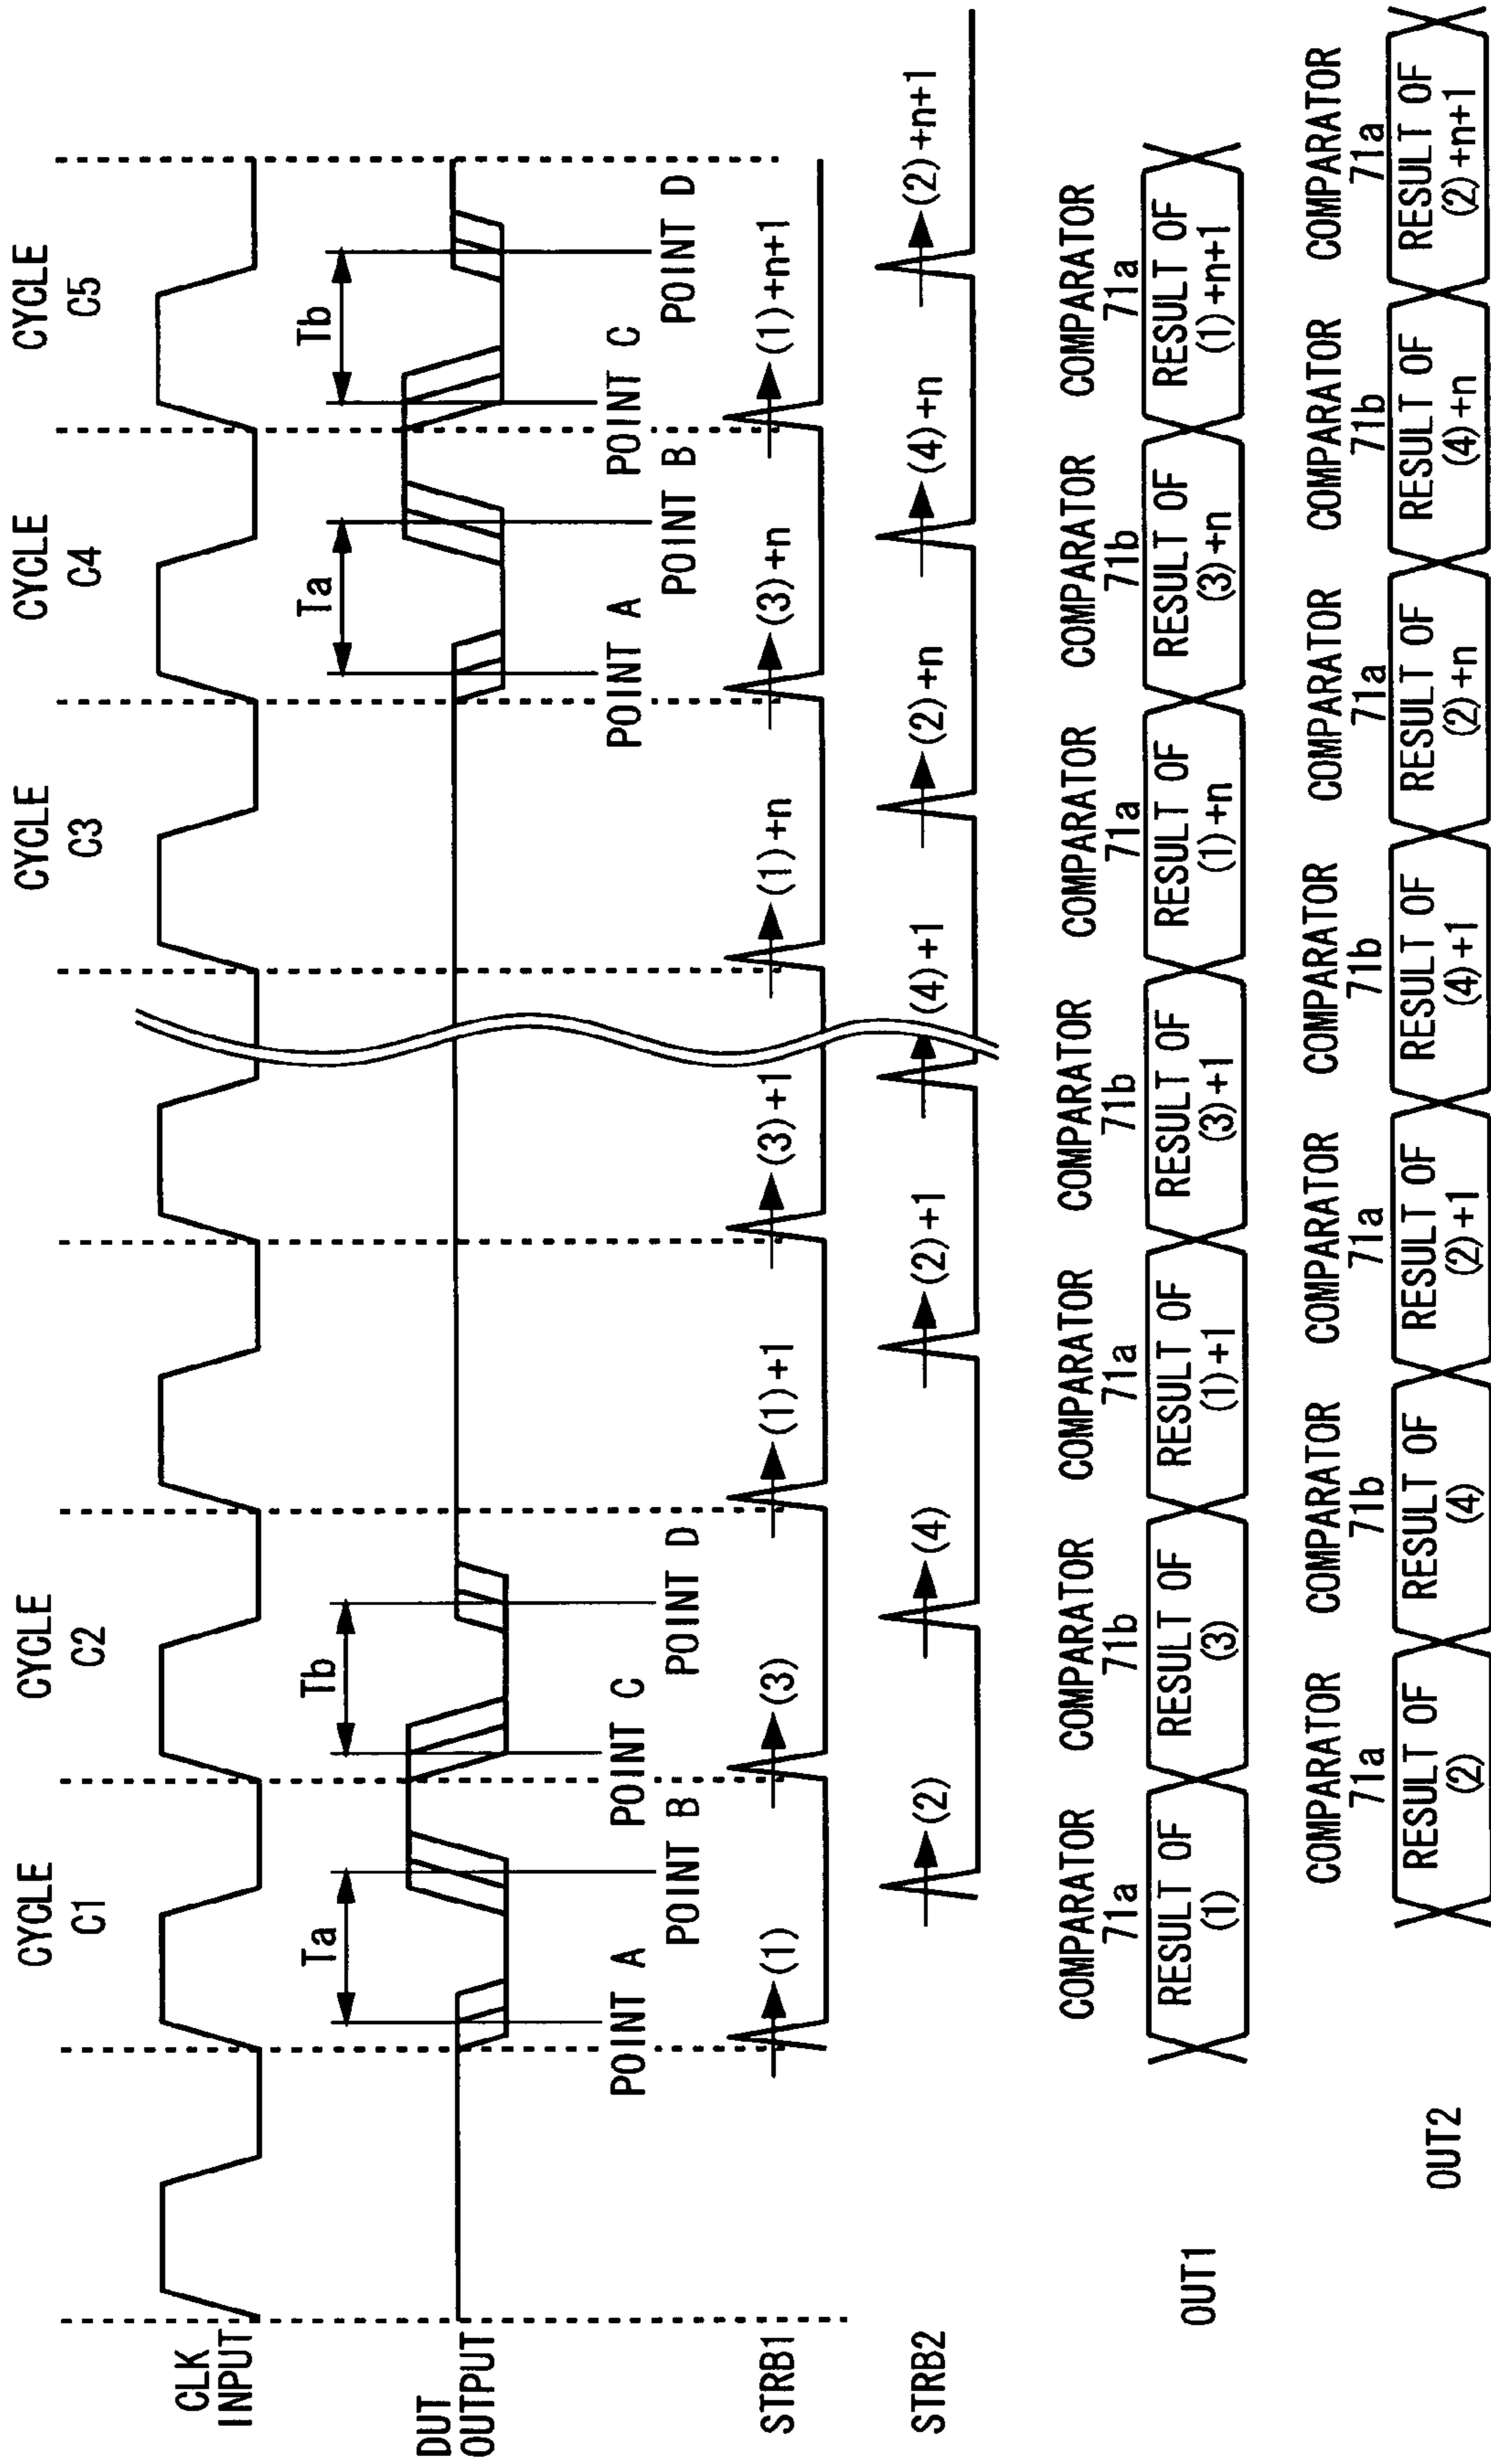 CYCLE
C1
CYCLE
C2
CYCLE
C3
CYCLE
C4
CYCLE
C5
CLK
INPUT
Ta
Tb
Ta
Tb
DUT
OUTPUT
POINT A
POINT B
POINT C
POINT D
POINT A
POINT B
POINT C
POINT D
STRB1
(1)
(3)
(1)+1
(3)+1
(1)+n
(3)+n
(1)+n+1
STRB2
(2)
(4)
(2)+1
(4)+1
(2)+n
(4)+n
(2)+n+1
OUT1
COMPARATOR
71a
RESULT OF
(1)
COMPARATOR
71b
RESULT OF
(3)
COMPARATOR
71a
RESULT OF
(1)+1
COMPARATOR
71b
RESULT OF
(3)+1
COMPARATOR
71a
RESULT OF
(1)+n
COMPARATOR
71b
RESULT OF
(3)+n
COMPARATOR
71a
RESULT OF
(1)+n+1
OUT2
COMPARATOR
71a
RESULT OF
(2)
COMPARATOR
71b
RESULT OF
(4)
COMPARATOR
71a
RESULT OF
(2)+1
COMPARATOR
71b
RESULT OF
(4)+1
COMPARATOR
71a
RESULT OF
(2)+n
COMPARATOR
71b
RESULT OF
(4)+n
COMPARATOR
71a
RESULT OF
(2)+n+1